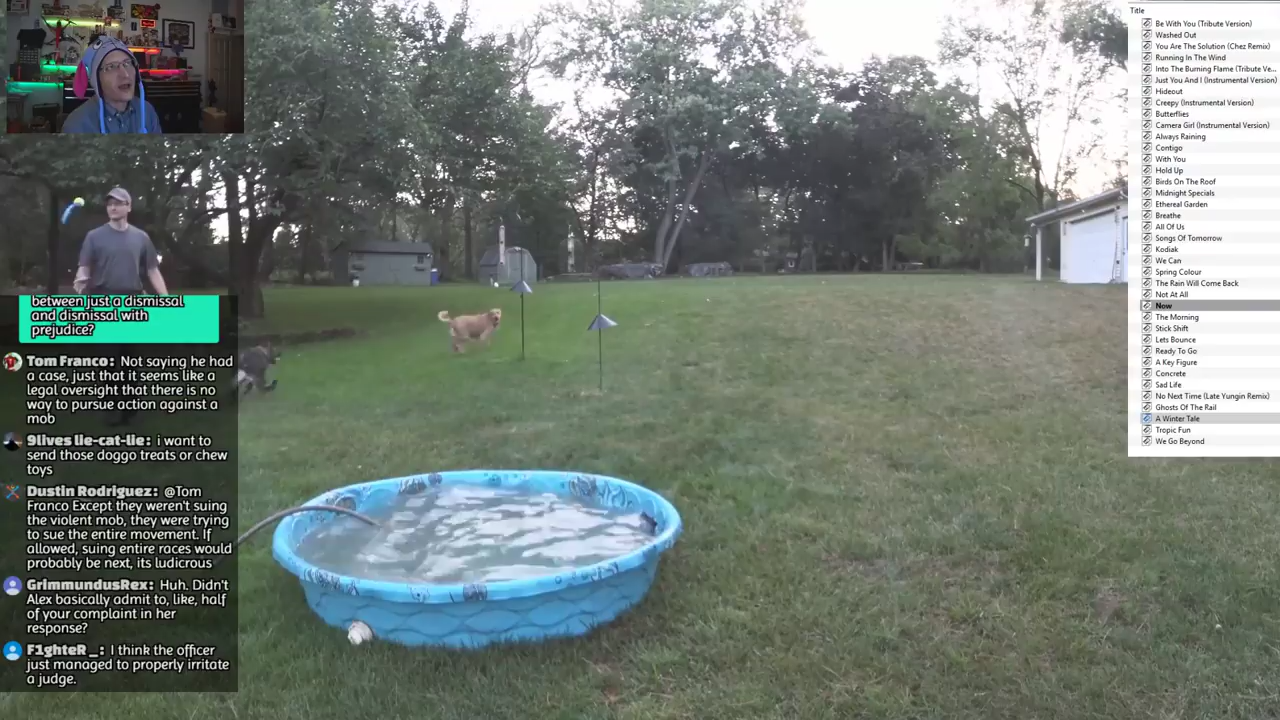 between just a dismissal
and dismissal with
prejudice?
Tom Franco: Not saying he had
a case, just that it seems like a
legal oversight that there is no
way to pursue action against a
mob
9lives lie-cat-lie: i want to
send those doggo treats or chew
toys
Dustin Rodriguez: @Tom
Franco Except they weren't suing
the violent mob, they were trying
to sue the entire movement. If
allowed, suing entire races would
probably be next, its ludicrous
GrimmundusRex: Huh. Didn't
Alex basically admit to, like, half
of your complaint in her
response?
F1ghteR _: I think the officer
just managed to properly irritate
a judge.
Title
Be With You (Tribute Version)
Washed Out
You Are The Solution (Chez Remix)
Running In The Wind
Into The Burning Flame (Tribute Ve...
Just You And I (Instrumental Version)
Hideout
Creepy (Instrumental Version)
Butterflies
Camera Girl (Instrumental Version)
Always Raining
Contigo
With You
Hold Up
Birds On The Roof
Midnight Specials
Ethereal Garden
Breathe
All Of Us
Songs Of Tomorrow
Kodiak
We Can
Spring Colour
The Rain Will Come Back
Not At All
Now
The Morning
Stick Shift
Lets Bounce
Ready To Go
A Key Figure
Concrete
Sad Life
No Next Time (Late Yungin Remix)
Ghosts Of The Rail
A Winter Tale
Tropic Fun
We Go Beyond